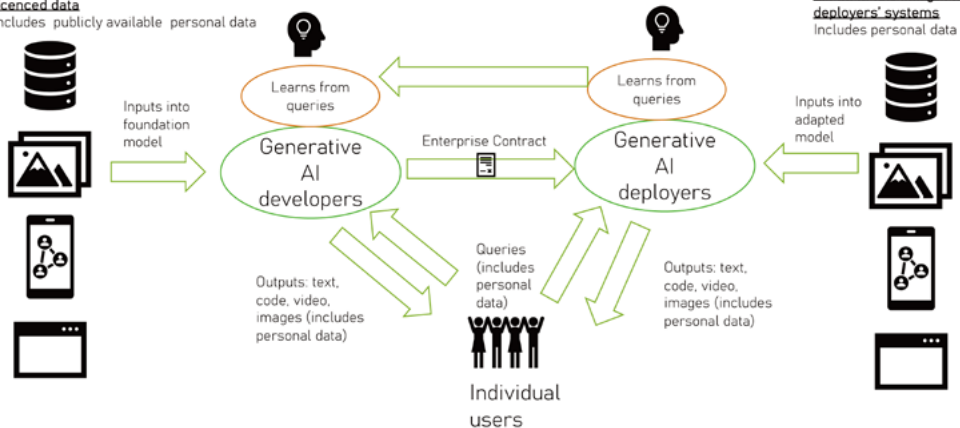 cenced data
ncludes publicly available personal data
deployers' systems
Includes personal data
Learns from
queries
Learns from
queries
Inputs into
foundation
model
Generative
AI
developers
Enterprise Contract
Generative
AI
deployers
Inputs into
adapted
model
Outputs: text,
code, video,
images (includes
personal data)
Queries
(includes
personal
data)
Outputs: text,
code, video,
images (includes
personal data)
Individual
users